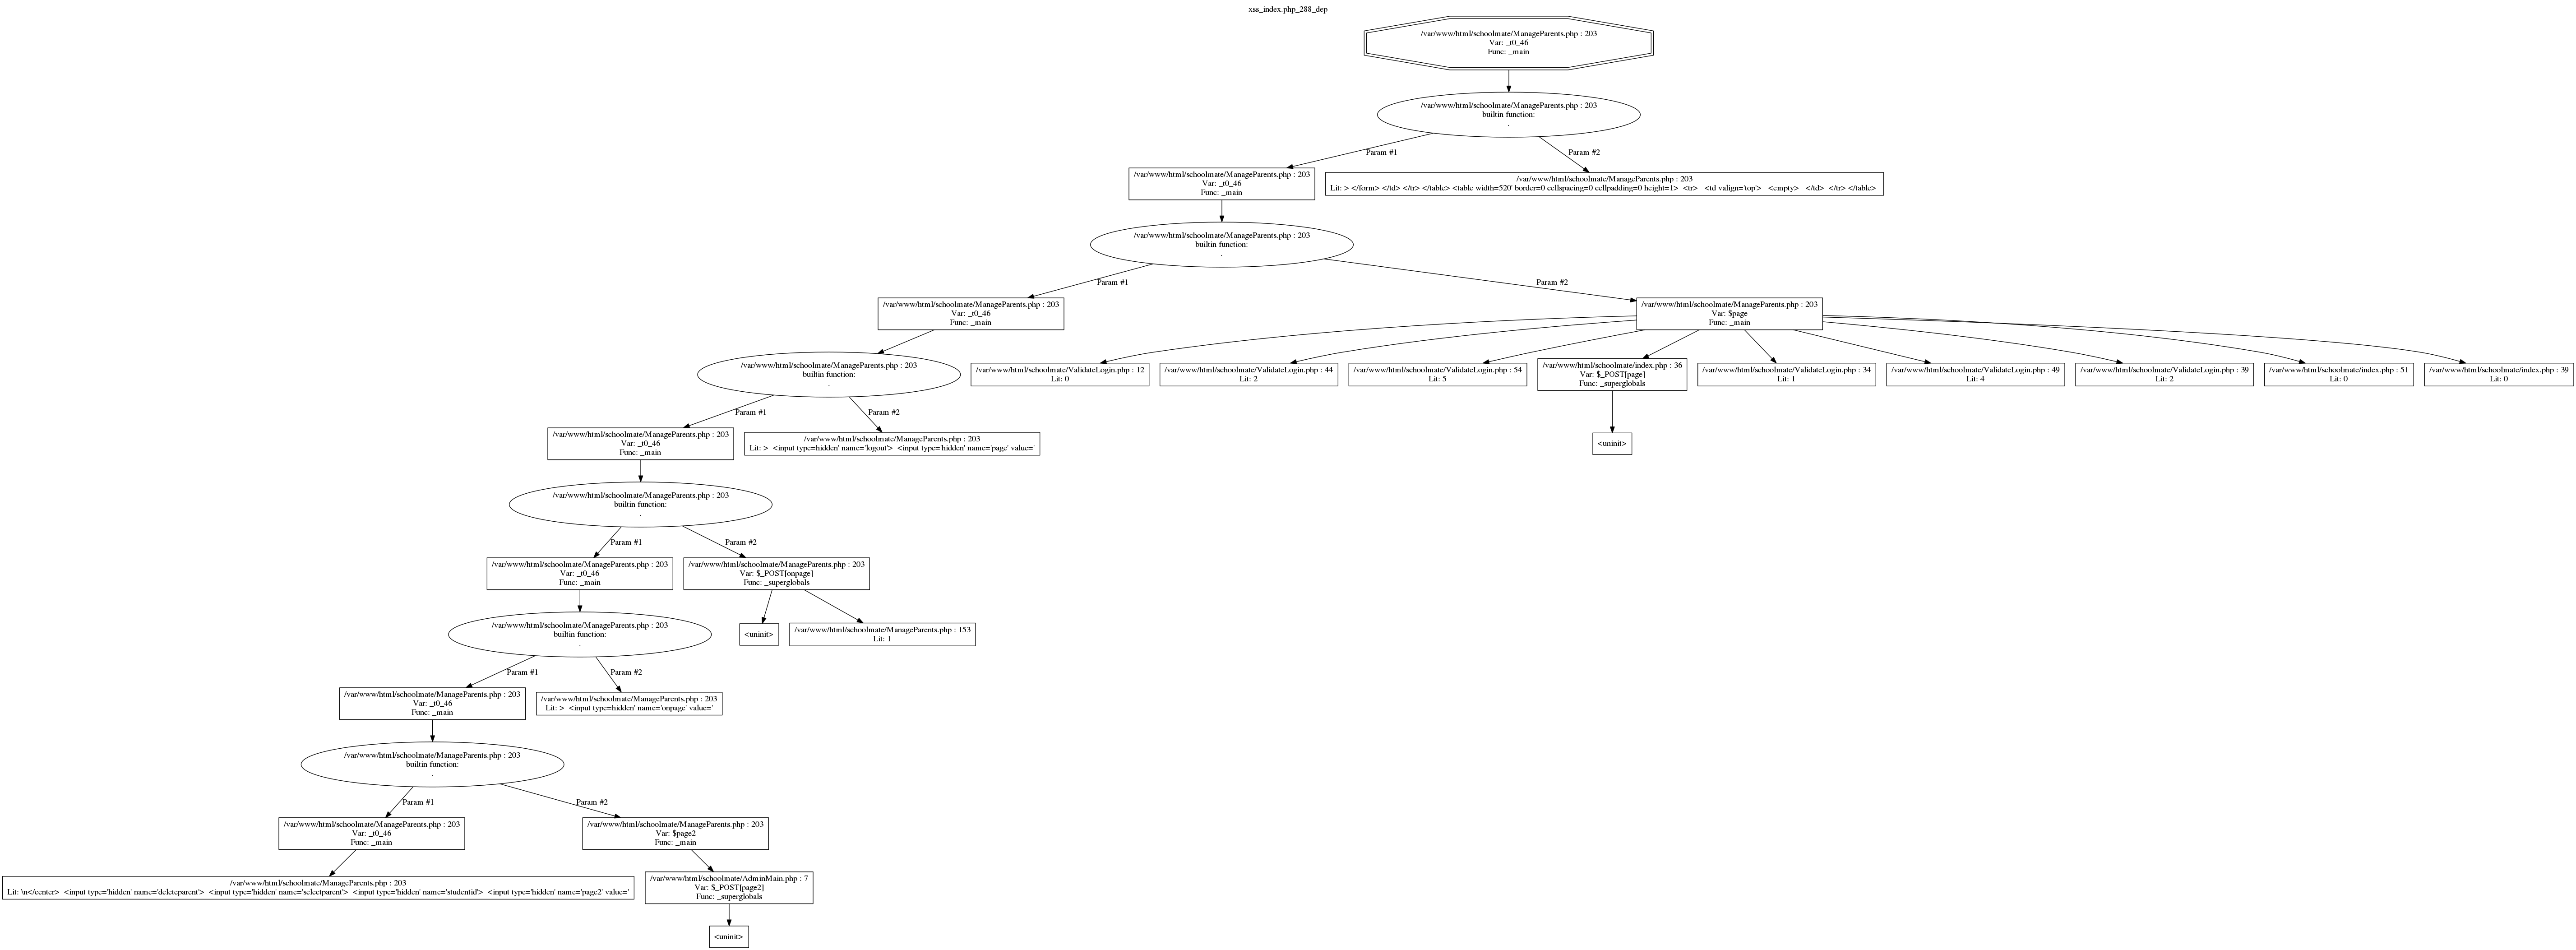 xss_index.php_288_dep
/var/www/html/schoolmate/ManageParents.php : 203
Var: _t0_46
Func: _main
/var/www/html/schoolmate/ManageParents.php : 203
builtin function:
.
Param #1
Param #2
/var/www/html/schoolmate/ManageParents.php : 203
Var: _t0_46
Func: _main
/var/www/html/schoolmate/ManageParents.php : 203
Lit: > </form> </td> </tr> </table> <table width=520' border=0 cellspacing=0 cellpadding=0 height=1>  <tr>   <td valign='top'>   <empty>   </td>  </tr> </table>
/var/www/html/schoolmate/ManageParents.php : 203
builtin function:
.
Param #1
Param #2
/var/www/html/schoolmate/ManageParents.php : 203
Var: _t0_46
Func: _main
/var/www/html/schoolmate/ManageParents.php : 203
Var: $page
Func: _main
/var/www/html/schoolmate/ManageParents.php : 203
builtin function:
.
/var/www/html/schoolmate/ValidateLogin.php : 12
Lit: 0
/var/www/html/schoolmate/ValidateLogin.php : 44
Lit: 2
/var/www/html/schoolmate/ValidateLogin.php : 54
Lit: 5
/var/www/html/schoolmate/index.php : 36
Var: $_POST[page]
Func: _superglobals
/var/www/html/schoolmate/ValidateLogin.php : 34
Lit: 1
/var/www/html/schoolmate/ValidateLogin.php : 49
Lit: 4
/var/www/html/schoolmate/ValidateLogin.php : 39
Lit: 2
/var/www/html/schoolmate/index.php : 51
Lit: 0
/var/www/html/schoolmate/index.php : 39
Lit: 0
Param #1
Param #2
/var/www/html/schoolmate/ManageParents.php : 203
Var: _t0_46
Func: _main
/var/www/html/schoolmate/ManageParents.php : 203
Lit: >  <input type=hidden' name='logout'>  <input type='hidden' name='page' value='
<uninit>
/var/www/html/schoolmate/ManageParents.php : 203
builtin function:
.
Param #1
Param #2
/var/www/html/schoolmate/ManageParents.php : 203
Var: _t0_46
Func: _main
/var/www/html/schoolmate/ManageParents.php : 203
Var: $_POST[onpage]
Func: _superglobals
/var/www/html/schoolmate/ManageParents.php : 203
builtin function:
.
<uninit>
/var/www/html/schoolmate/ManageParents.php : 153
Lit: 1
Param #1
Param #2
/var/www/html/schoolmate/ManageParents.php : 203
Var: _t0_46
Func: _main
/var/www/html/schoolmate/ManageParents.php : 203
Lit: >  <input type=hidden' name='onpage' value='
/var/www/html/schoolmate/ManageParents.php : 203
builtin function:
.
Param #1
Param #2
/var/www/html/schoolmate/ManageParents.php : 203
Var: _t0_46
Func: _main
/var/www/html/schoolmate/ManageParents.php : 203
Var: $page2
Func: _main
/var/www/html/schoolmate/ManageParents.php : 203
Lit: \n</center>  <input type='hidden' name='deleteparent'>  <input type='hidden' name='selectparent'>  <input type='hidden' name='studentid'>  <input type='hidden' name='page2' value='
/var/www/html/schoolmate/AdminMain.php : 7
Var: $_POST[page2]
Func: _superglobals
<uninit>